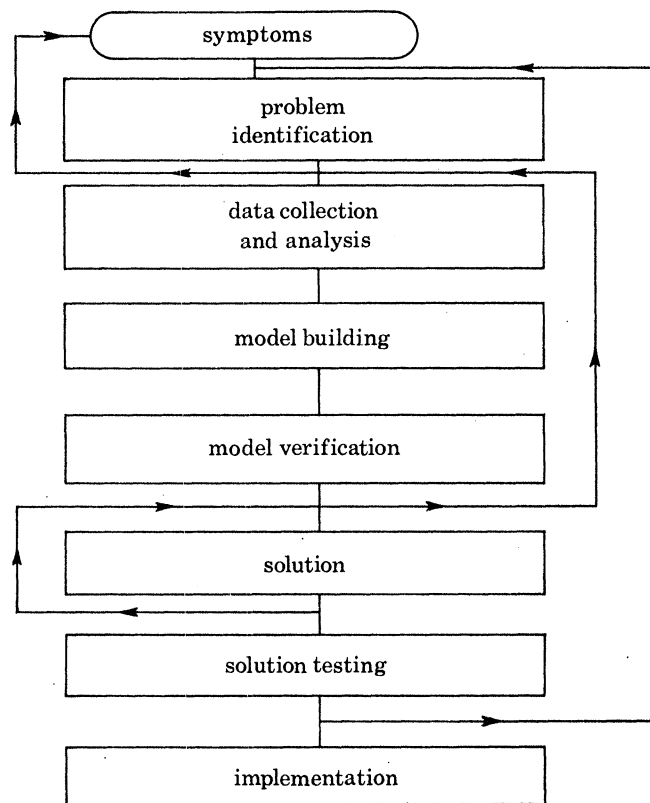 symptoms
problem
identification
data collection
and analysis
model building
model verification
solution
solution testing
implementation